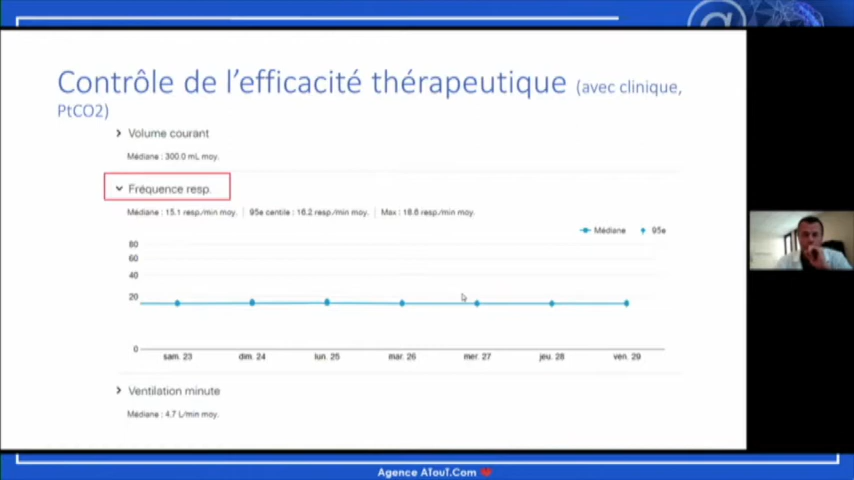 Contrôle de l'efficacité thérapeutique (avec clinique,
PtCO2)
Volume courant
Médiane : 300.0 mL moy.
Fréquence resp.
Médiane : 15.1 resp/min moy. | 95e centile : 16.2 resp/min moy. | Max : 18.6 resp/min moy.
Médiane 95e
80
60
40
20
0
sam. 23 dim. 24 lun. 25 mar. 26 mer. 27 jeu. 28 ven. 29
Ventilation minute
Médiane : 4.7 L/min moy.
Agence AToutT.Com